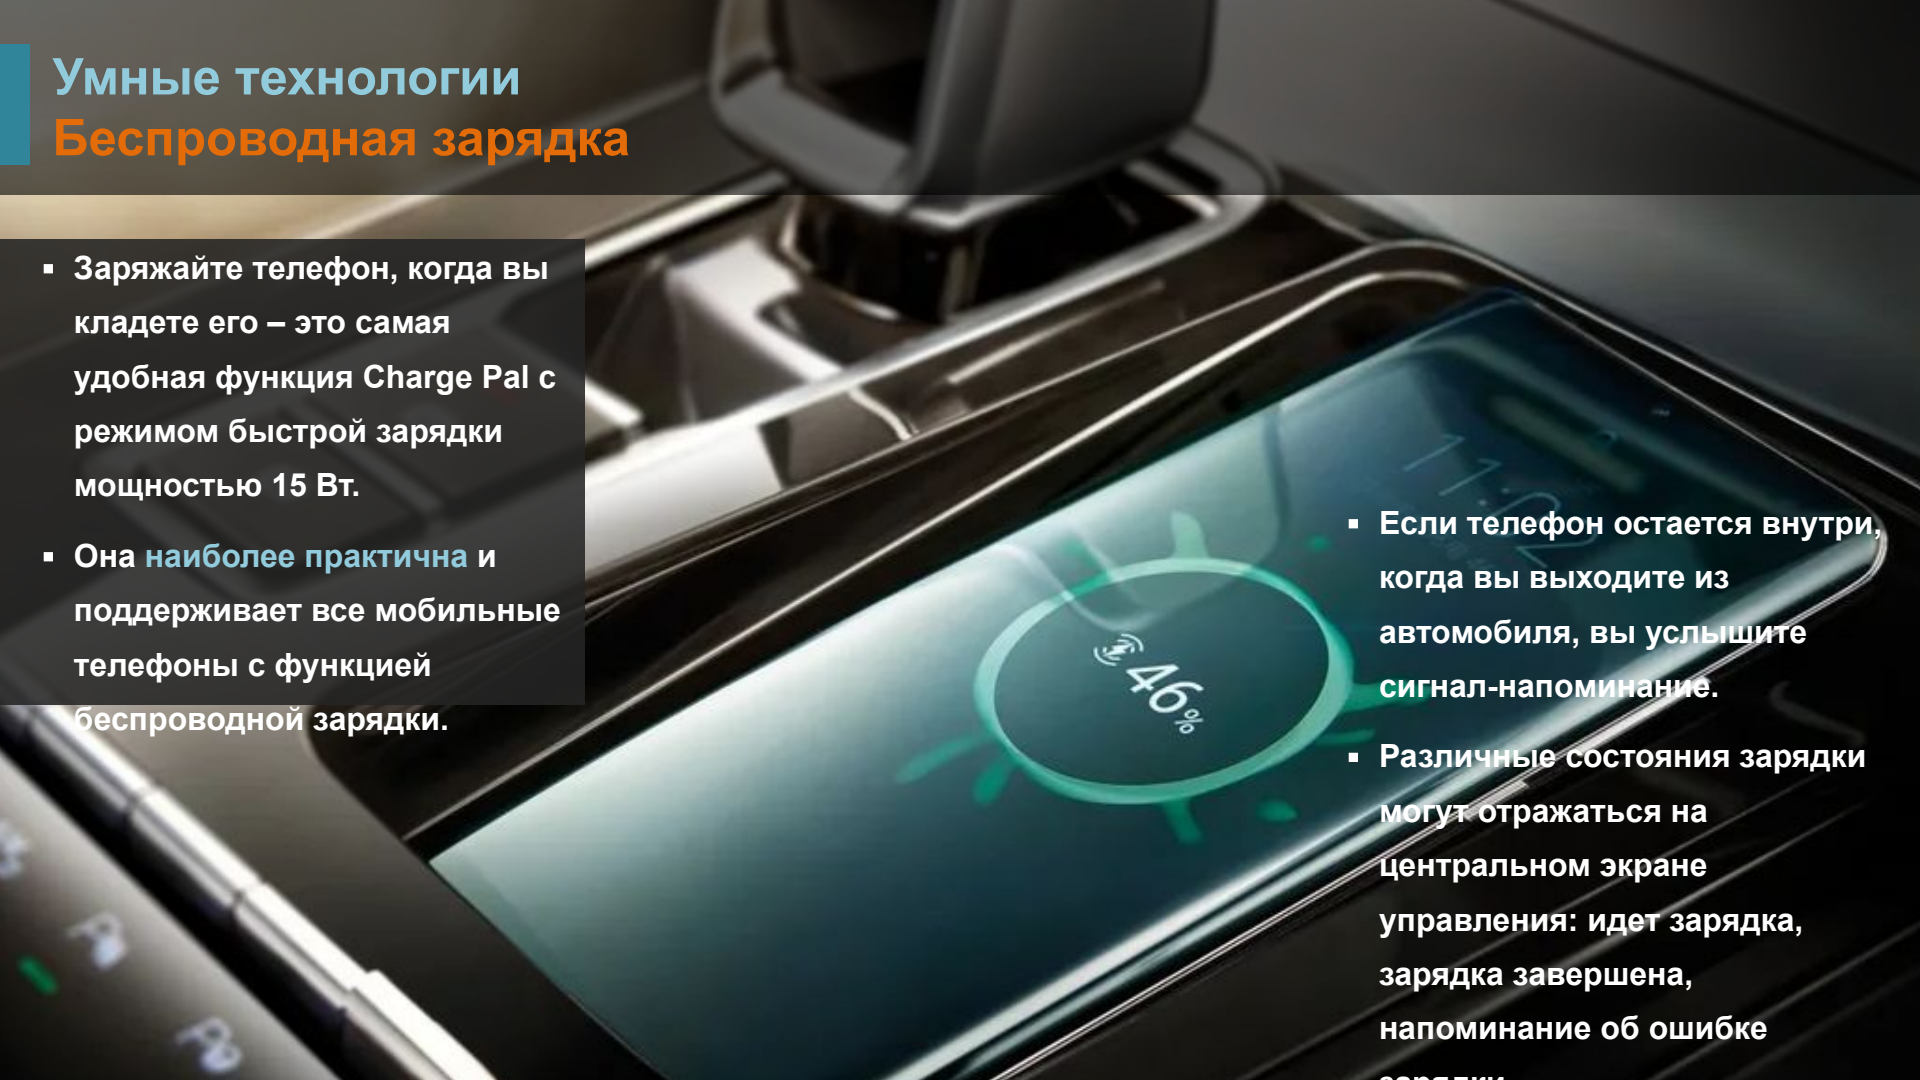 Умные технологии
Беспроводная зарядка
▪ Заряжайте телефон, когда вы
кладете его – это самая
удобная функция Charge Pal с
режимом быстрой зарядки
мощностью 15 Вт.
▪ Она наиболее практична и
поддерживает все мобильные
телефоны с функцией
беспроводной зарядки.
11:02
46%
▪ Если телефон остается внутри,
когда вы выходите из
автомобиля, вы услышите
сигнал-напоминание.
▪ Различные состояния зарядки
могут отражаться на
центральном экране
управления: идет зарядка,
зарядка завершена,
напоминание об ошибке